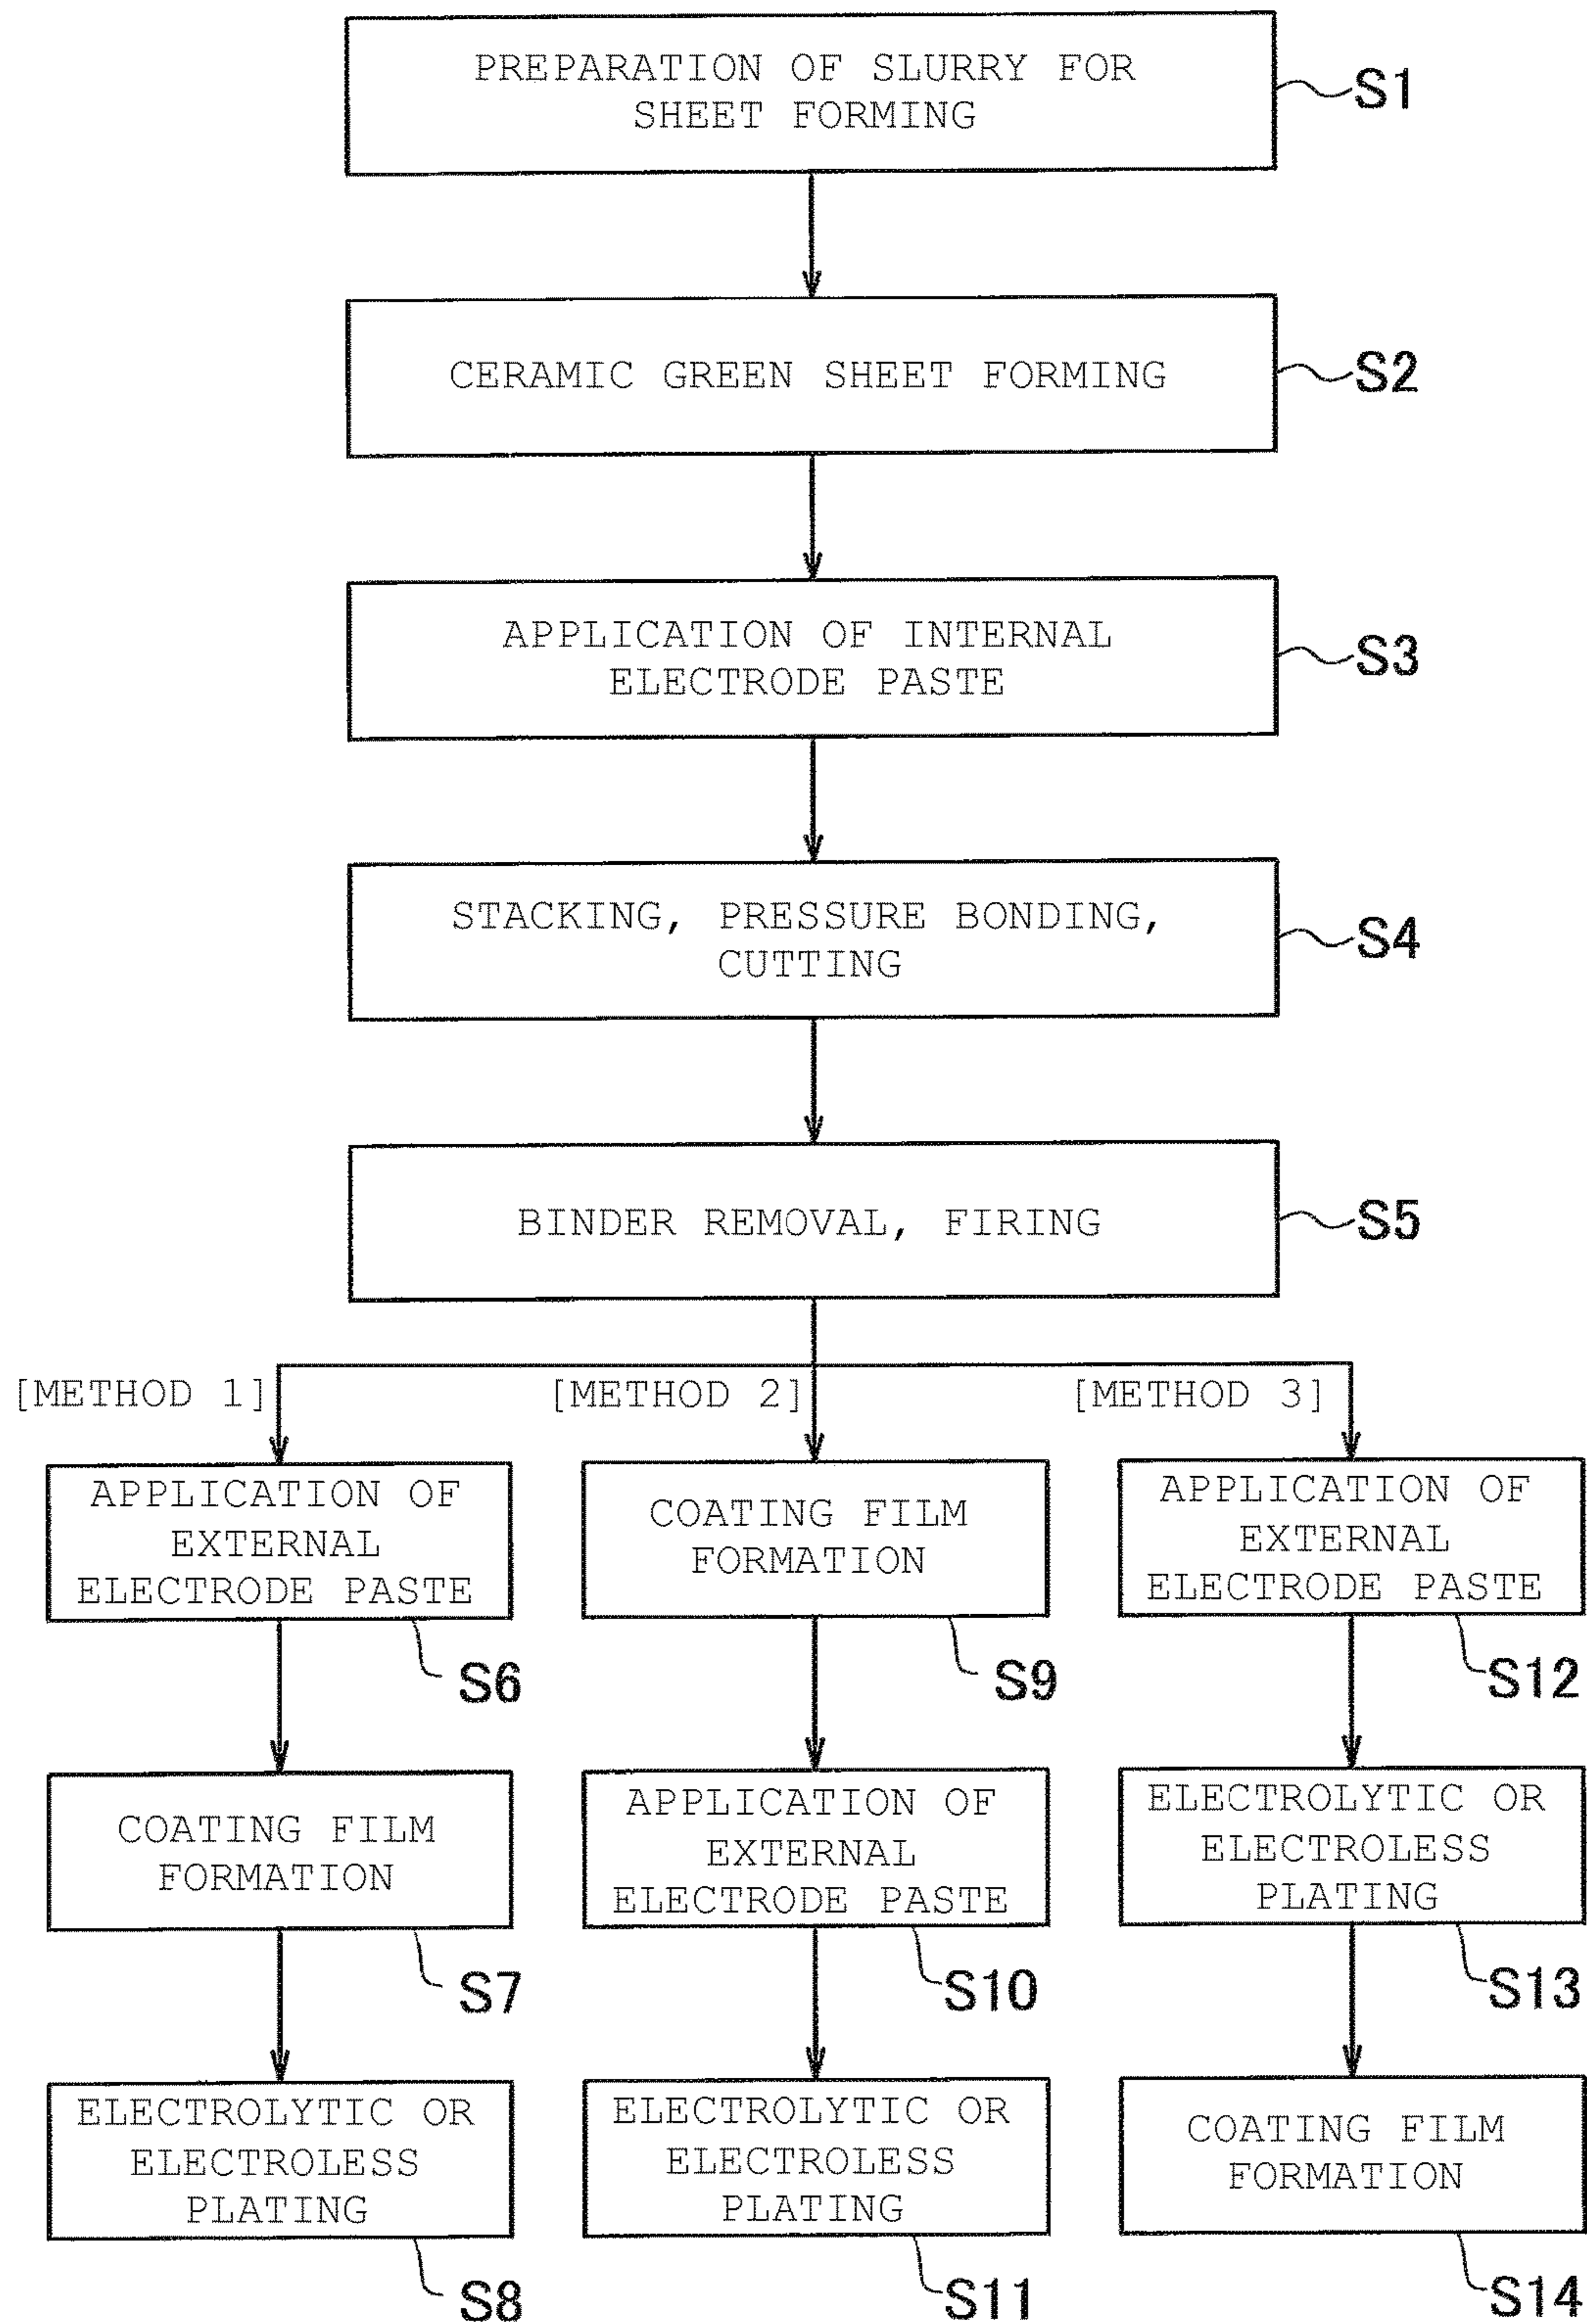 PREPARATION OF SLURRY FOR
SHEET FORMING
S1
CERAMIC GREEN SHEET FORMING
S2
APPLICATION OF INTERNAL
ELECTRODE PASTE
S3
STACKING, PRESSURE BONDING,
CUTTING
S4
BINDER REMOVAL, FIRING
S5
[METHOD 1]
APPLICATION OF
EXTERNAL
ELECTRODE PASTE
S6
COATING FILM
FORMATION
S7
ELECTROLYTIC OR
ELECTROLESS
PLATING
S8
[METHOD 2]
COATING FILM
FORMATION
S9
APPLICATION OF
EXTERNAL
ELECTRODE PASTE
S10
ELECTROLYTIC OR
ELECTROLESS
PLATING
S11
[METHOD 3]
APPLICATION OF
EXTERNAL
ELECTRODE PASTE
S12
ELECTROLYTIC OR
ELECTROLESS
PLATING
S13
COATING FILM
FORMATION
S14